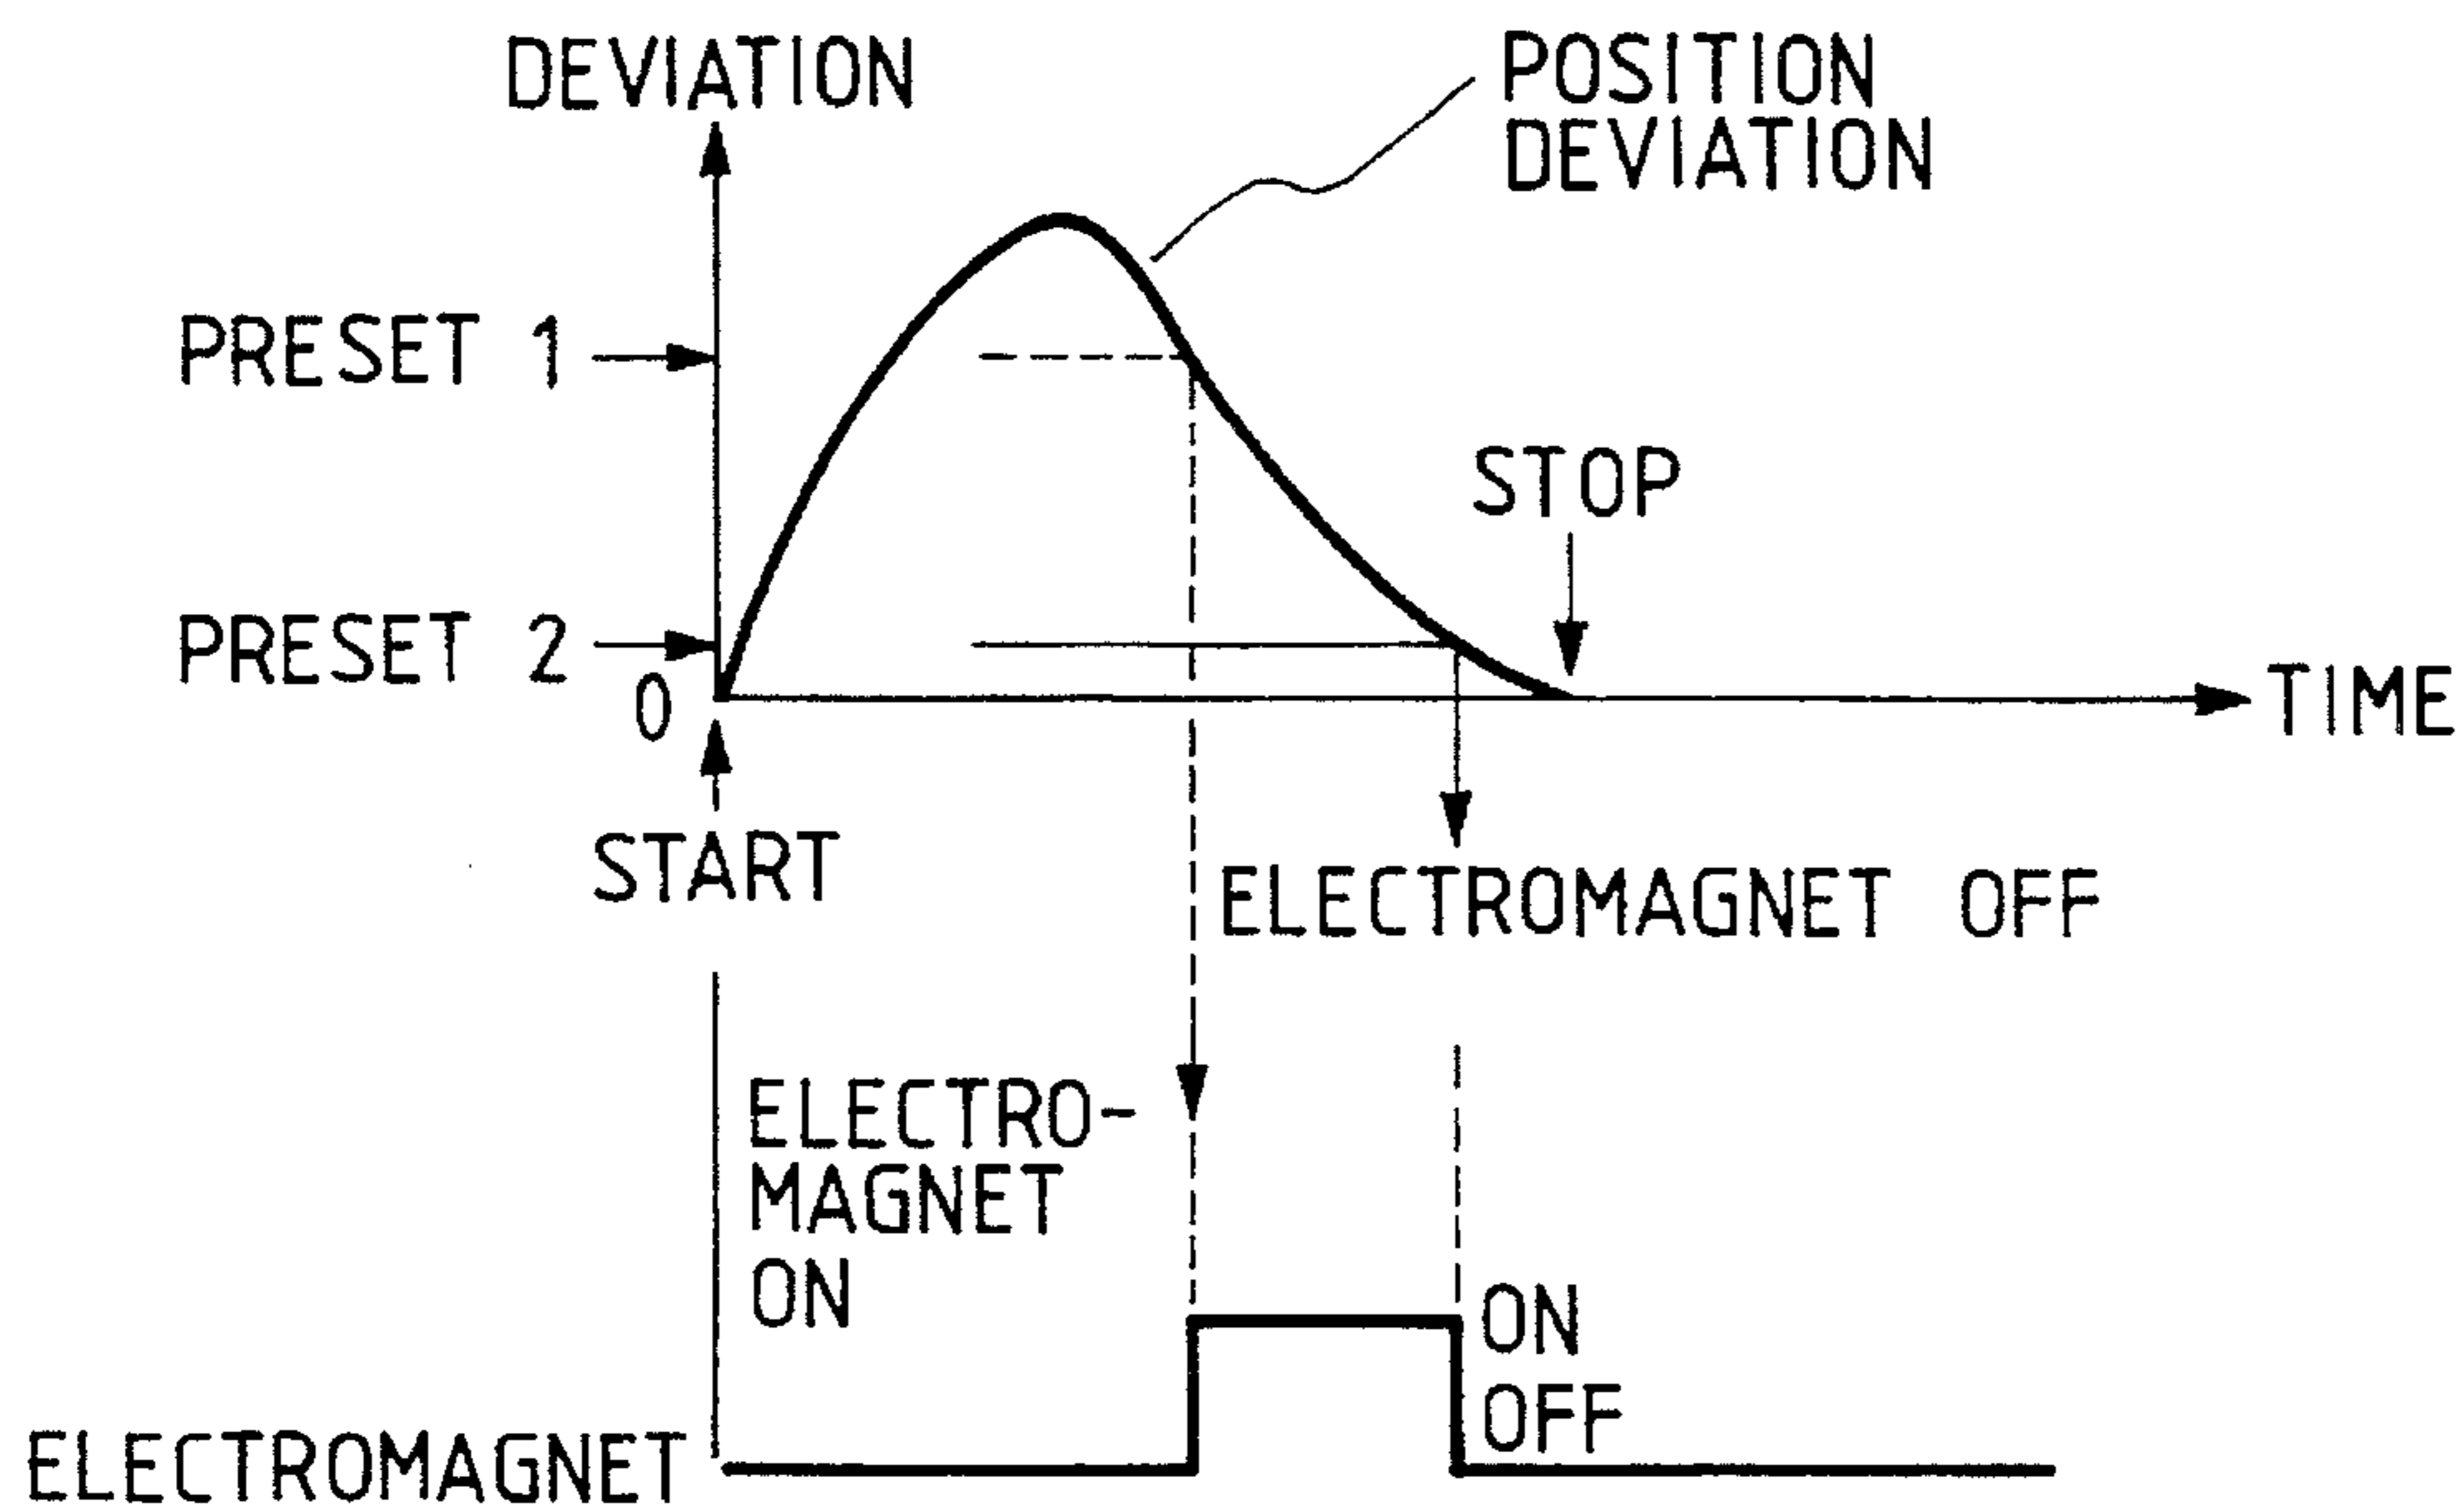 DEVIATION
POSITION
DEVIATION
PRESET 1
STOP
PRESET 2
0
TIME
START
ELECTROMAGNET OFF
ELECTRO-
MAGNET
ON
ON
OFF
ELECTROMAGNET